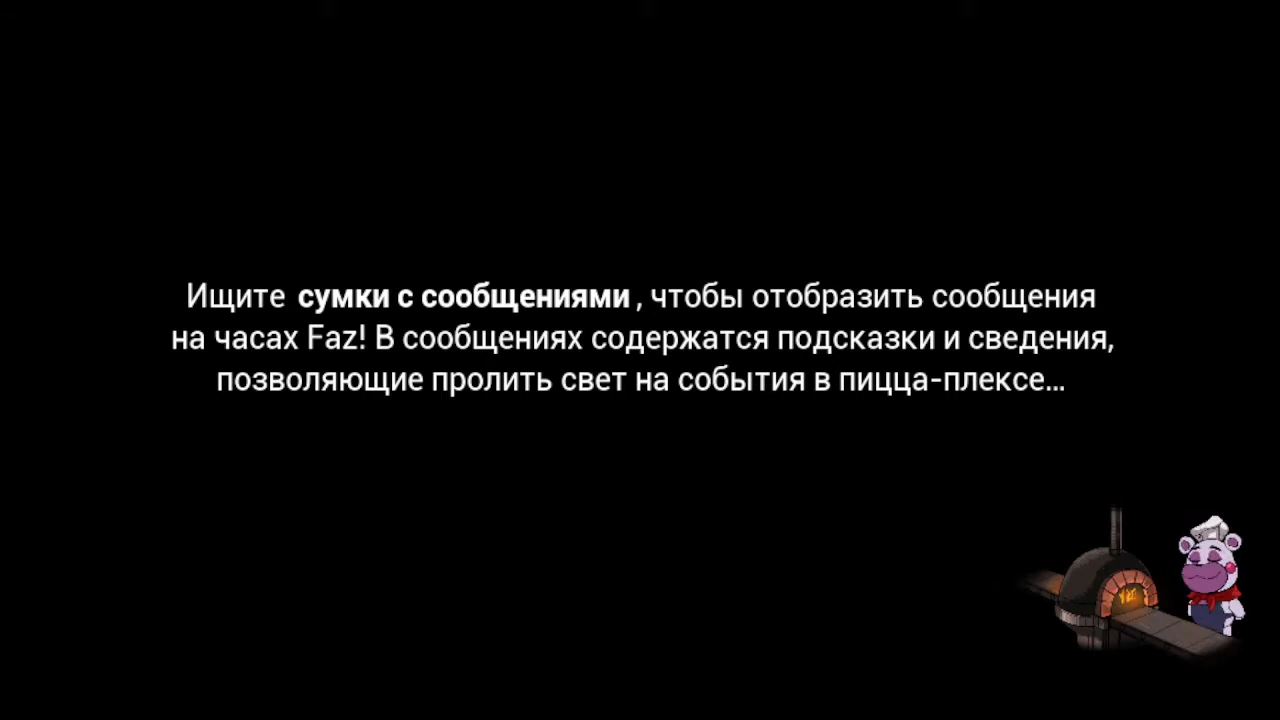 Ищите сумки с сообщениями , чтобы отобразить сообщения
на часах Faz! В сообщениях содержатся подсказки и сведения,
позволяющие пролить свет на события в пицца-плексе...